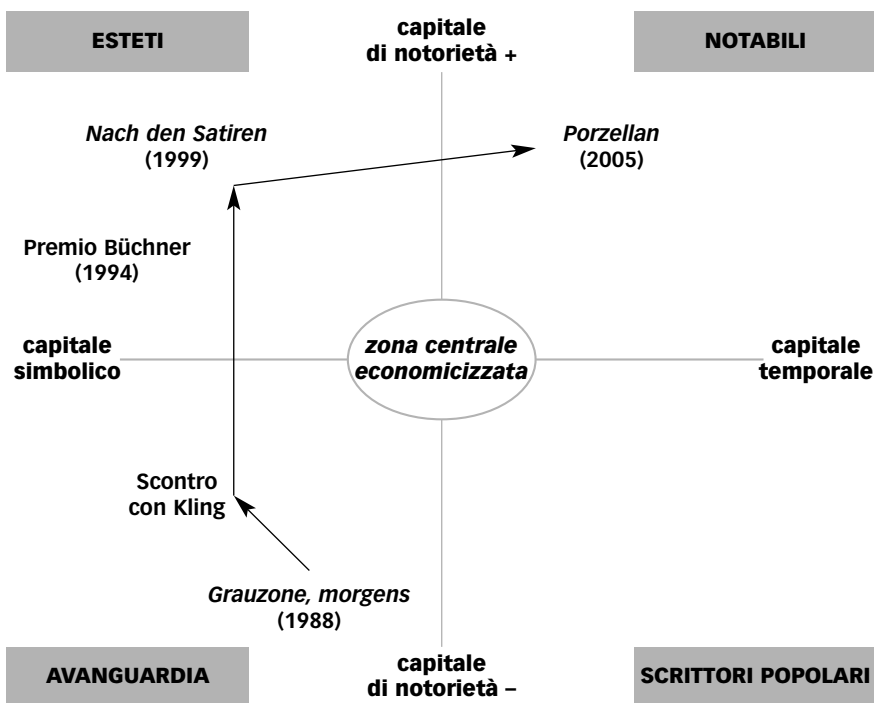 ESTETI
capitale
di notorietà +
NOTABILI
Nach den Satiren
(1999)
Porzellan
(2005)
Premio Büchner
(1994)
capitale
simbolico
zona centrale
economicizzata
capitale
temporale
Scontro
con Kling
Grauzone, morgens
(1988)
AVANGUARDIA
capitale
di notorietà –
SCRITTORI POPOLARI